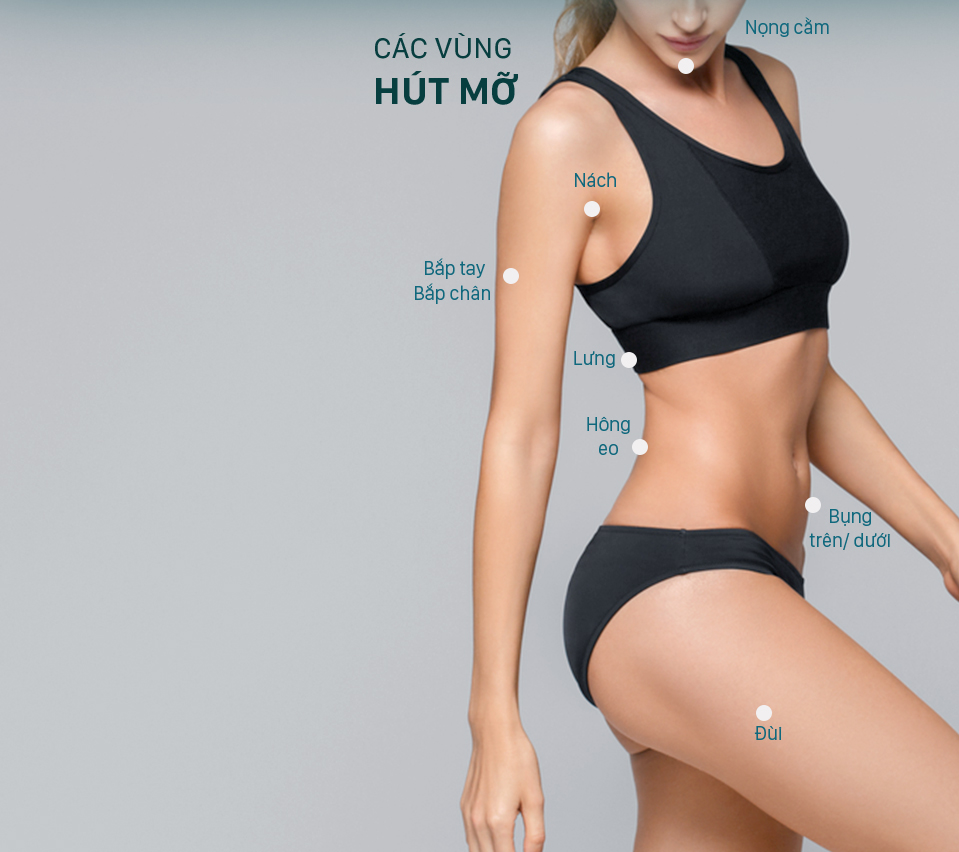 Nọng cằm
CÁC VÙNG
HÚT MỠ
Nách
Bắp tay
Bắp chân
Lưng
Hông
eo
Bụng
trên/ dưới
Đùi